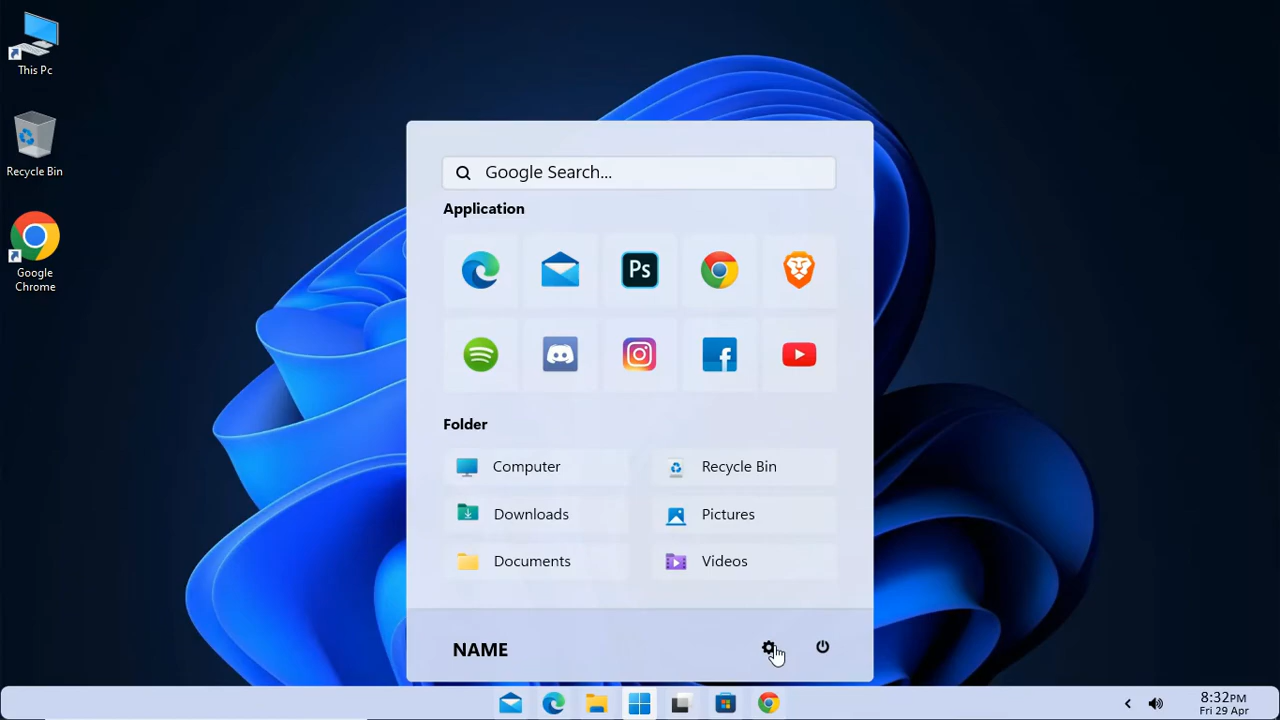 This Pc
Recycle Bin
Google
Chrome
Google Search...
Application
Ps
Folder
Computer
Recycle Bin
Downloads
Pictures
Documents
Videos
NAME
8:32PM
Fri 29 Apr